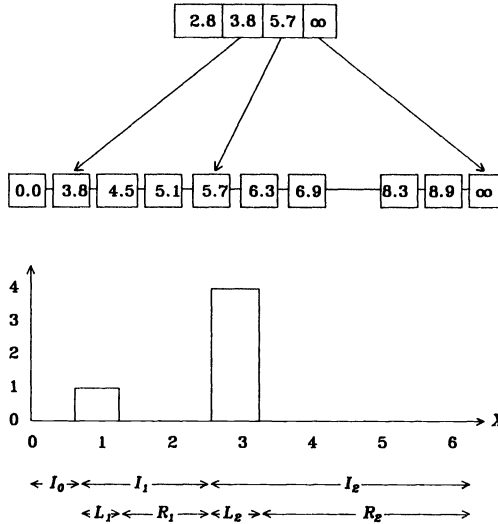 2.8 3.8 5.7 ∞
0.0 3.8 4.5 5.1 5.7 6.3 6.9 8.3 8.9 ∞
4
3
2
1
0
0 1 2 3 4 5 6 X
I₀ I₁ I₂
L₁ R₁ L₂ R₂